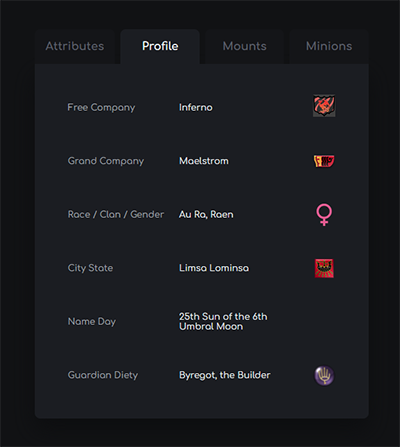 Attributes Profile Mounts Minions
Free Company Inferno
Grand Company Maelstrom
Race / Clan / Gender Au Ra, Raen
City State Limsa Lominsa
Name Day 25th Sun of the 6th
Umbral Moon
Guardian Diety Byregot, the Builder